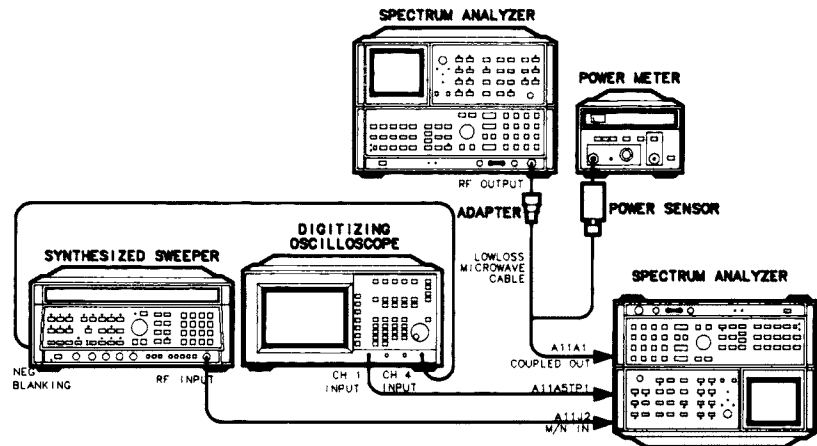 SPECTRUM ANALYZER
POWER METER
RF OUTPUT
ADAPTER
POWER SENSOR
DIGITIZING
OSCILLOSCOPE
SYNTHESIZED SWEEPER
LOWLOSS
MICROWAVE
CABLE
SPECTRUM ANALYZER
A11A1
COUPLED OUT
NEG
BLANKING
RF INPUT
CH 1
INPUT
CH 4
INPUT
A11A5TP1
A11J2
M/N IN